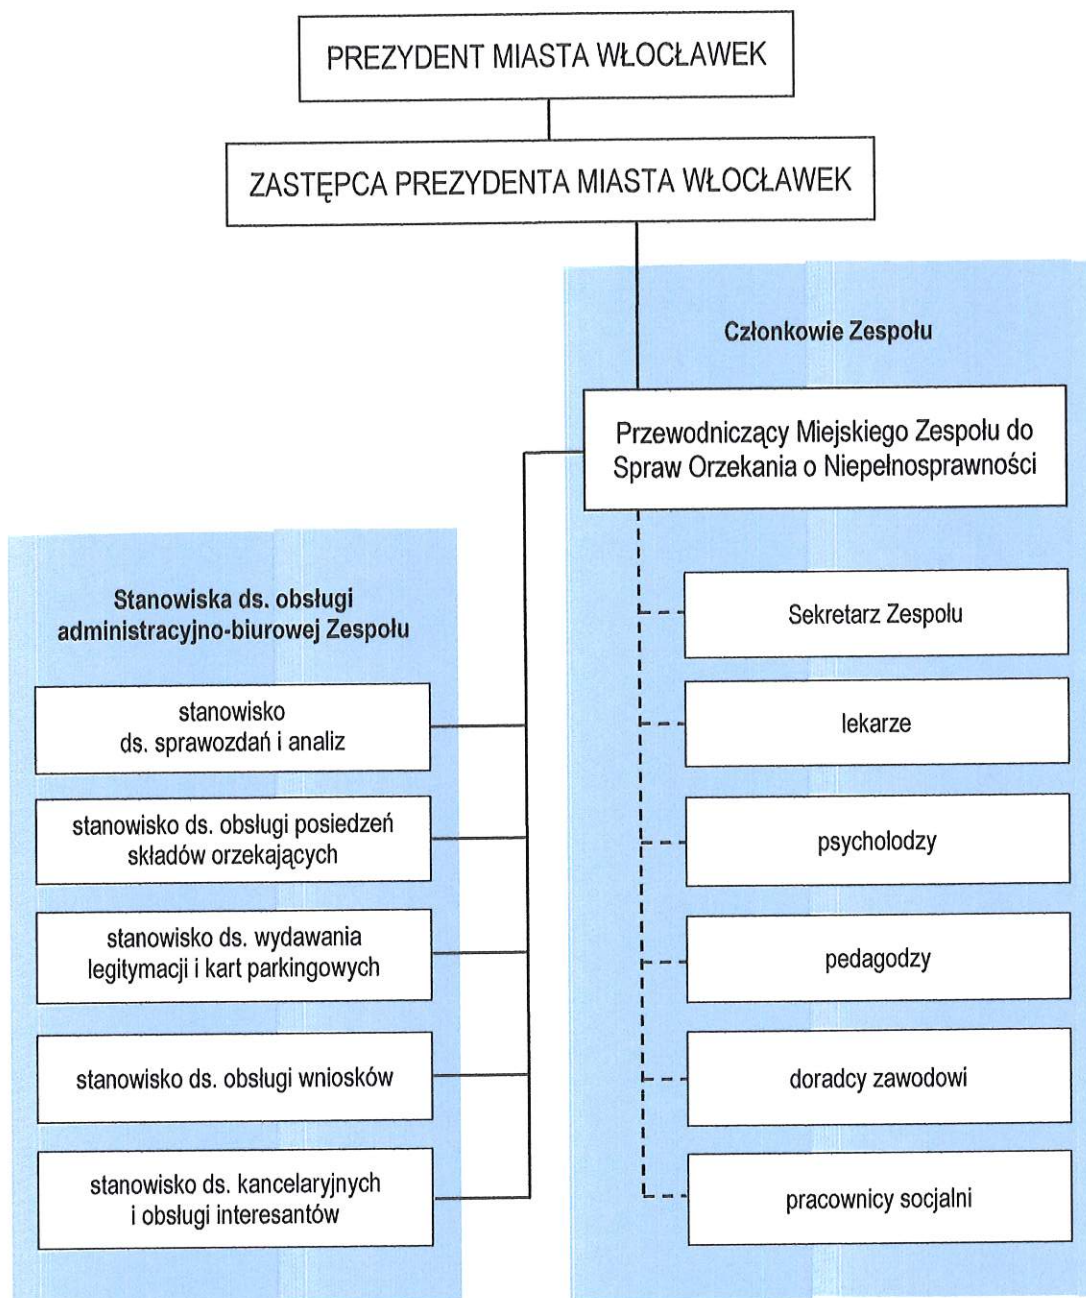 PREZYDENT MIASTA WŁOCŁAWEK
ZASTĘPCA PREZYDENTA MIASTA WŁOCŁAWEK
Członkowie Zespołu
Przewodniczący Miejskiego Zespołu do
Spraw Orzekania o Niepełnosprawności
Sekretarz Zespołu
lekarze
psycholodzy
pedagodzy
doradcy zawodowi
pracownicy socjalni
Stanowiska ds. obsługi
administracyjno-biurowej Zespołu
stanowisko
ds. sprawozdań i analiz
stanowisko ds. obsługi posiedzeń
składów orzekających
stanowisko ds. wydawania
legitymacji i kart parkingowych
stanowisko ds. obsługi wniosków
stanowisko ds. kancelaryjnych
i obsługi interesantów